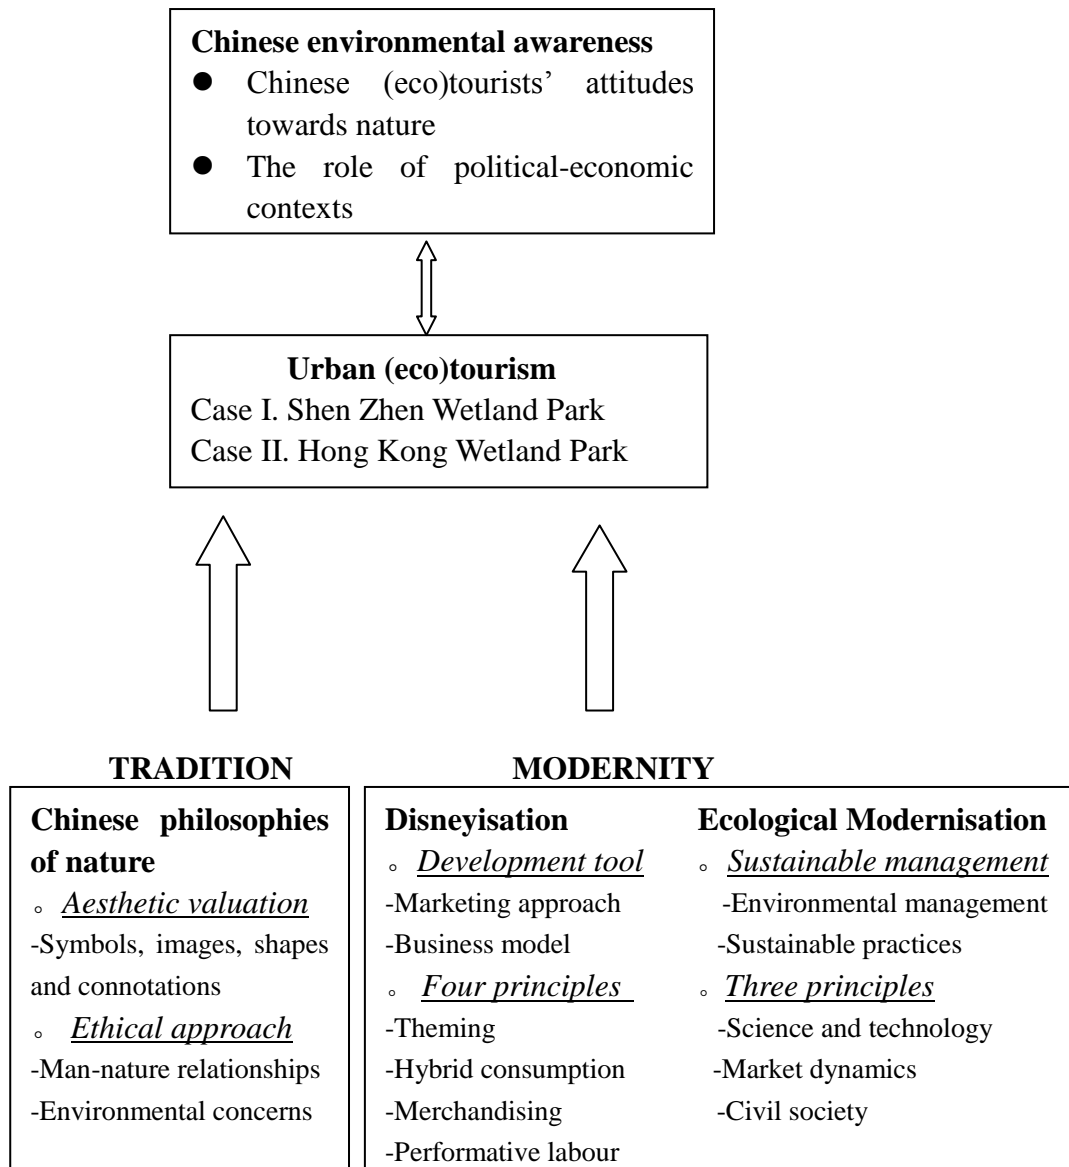 Chinese environmental awareness
● Chinese (eco)tourists’ attitudes
towards nature
● The role of political-economic
contexts
Urban (eco)tourism
Case I. Shen Zhen Wetland Park
Case II. Hong Kong Wetland Park
TRADITION
Chinese philosophies
of nature
。Aesthetic valuation
-Symbols, images, shapes
and connotations
。Ethical approach
-Man-nature relationships
-Environmental concerns
MODERNITY
Disneyisation
。Development tool
-Marketing approach
-Business model
。Four principles
-Theming
-Hybrid consumption
-Merchandising
-Performative labour
Ecological Modernisation
。Sustainable management
-Environmental management
-Sustainable practices
。Three principles
-Science and technology
-Market dynamics
-Civil society